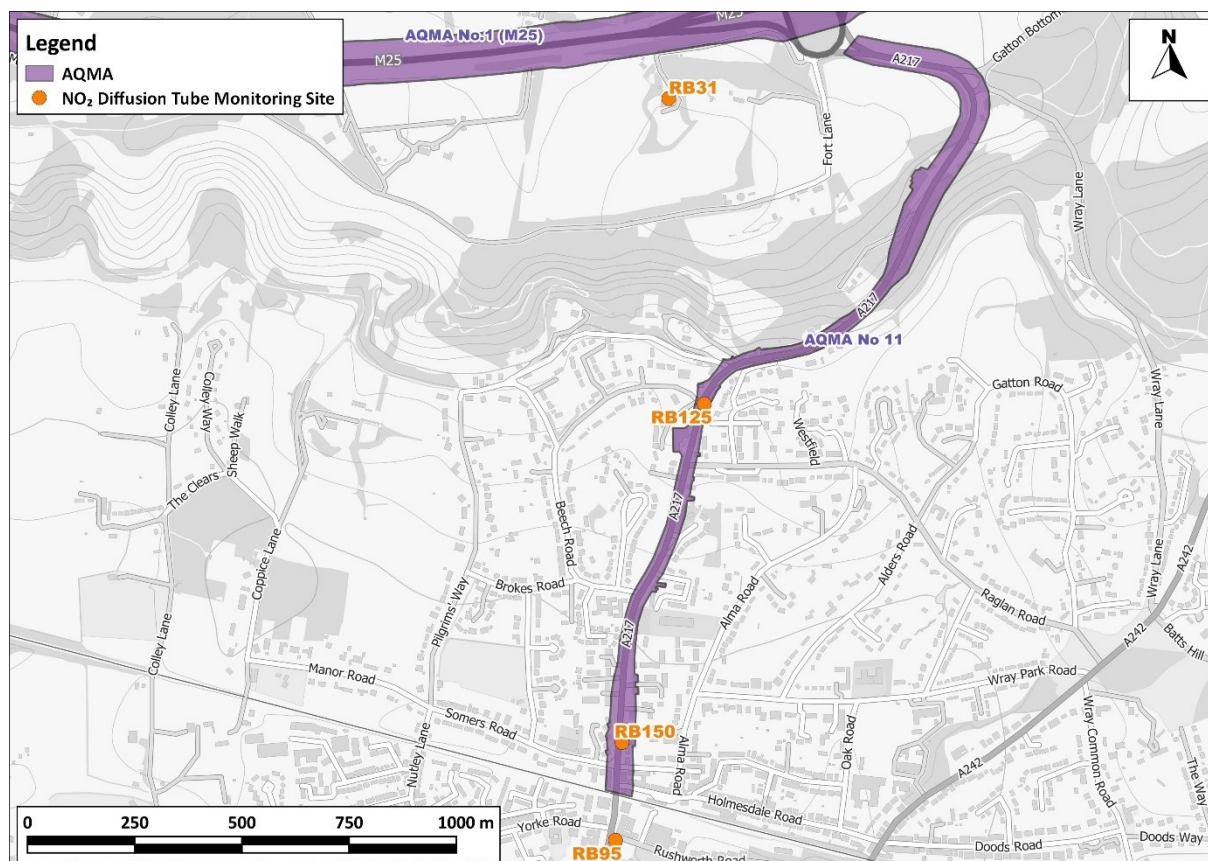 Legend
AQMA
NO₂ Diffusion Tube Monitoring Site
M25
AQMA No.1 (M25)
M25
M25
N
A217
Gatton Bottom
RB31
Fort Lane
Wray Lane
A217
AQMA No 11
Colley Lane
Colley Way
Sheep Walk
The Clears
Coppice Lane
Colley Lane
RB125
Westfield
Gatton Road
Wray Lane
A217
Beech Road
Brokes Road
Pilgrims' Way
Alma Road
Alders Road
Raglan Road
Wray Lane
A242
A242
Batts Hill
A217
Manor Road
Somers Road
Nutley Lane
Wray Park Road
RB150
Alma Road
Oak Road
A242
Wray Common Road
The Way
Holmesdale Road
Yorke Road
RB95
Rushworth Road
Doods Road
Doods Way
0 250 500 750 1000 m